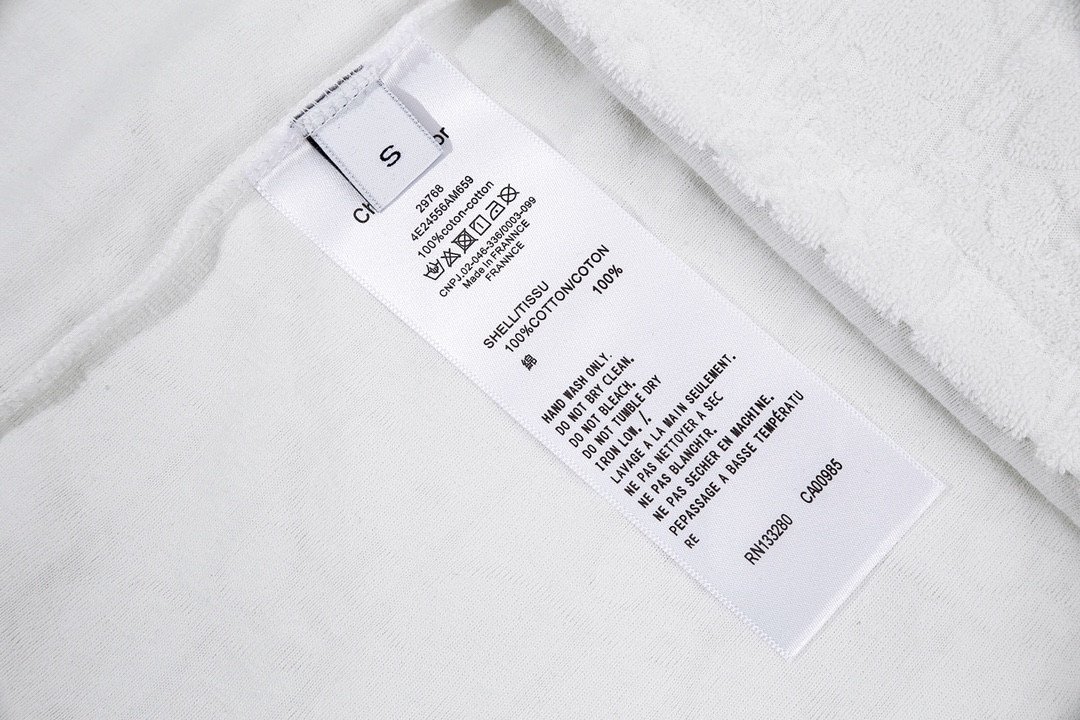 S
29768
4E24556AM659
100%coton-cotton
CNPJ.02-046-336/0003-099
Made In FRANNCE
FRANNCE
SHELL/TISSU
100%COTTON/COTON
100%
綿
HAND WASH ONLY.
DO NOT BRY CLEAN.
DO NOT BLEACH.
DO NOT TUMBLE DRY
IRON LOW. /.
LAVAGE A LA MAIN SEULEMENT.
NE PAS NETTOYER A SEC
NE PAS BLANCHIR.
NE PAS SECHER EN MACHINE.
PEPASSAGE A BASSE TEMPÉRATU
RE
RN133280 CA00985